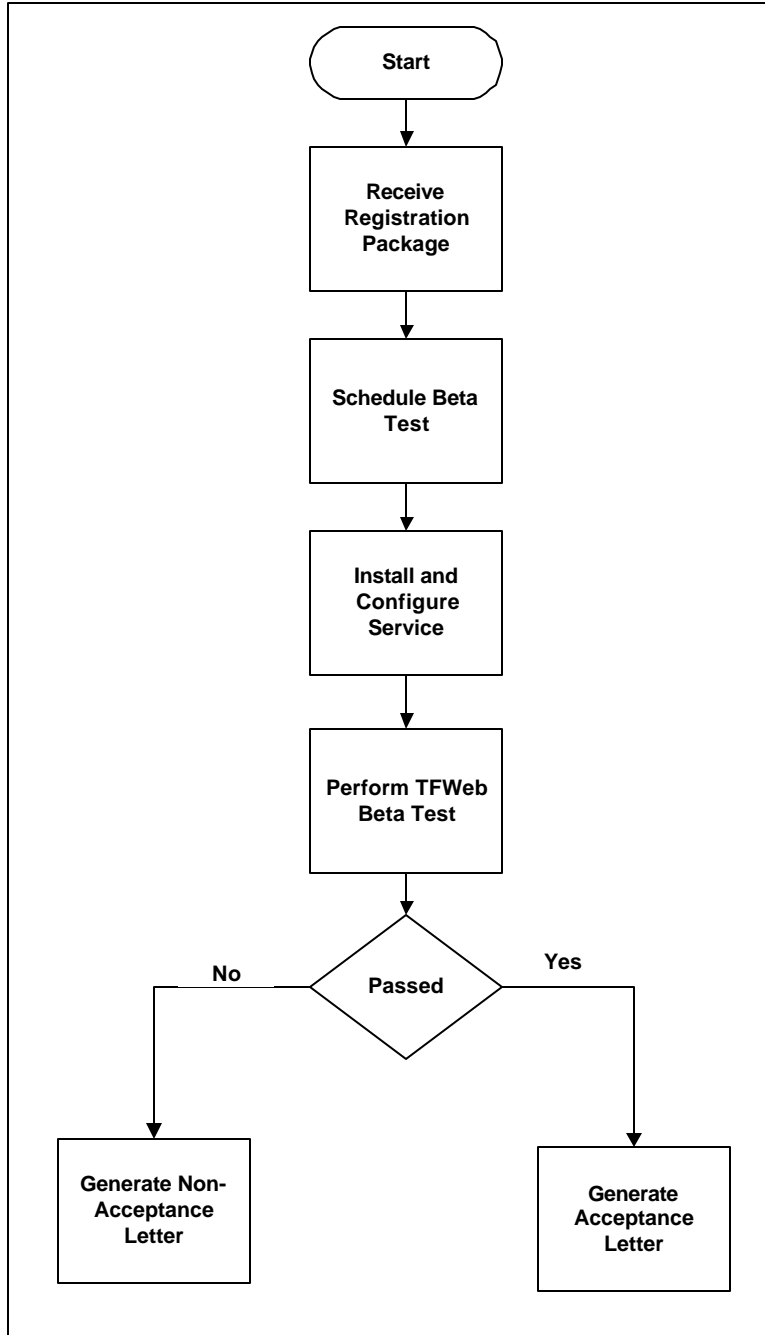 Start
Receive
Registration
Package
Schedule Beta
Test
Install and
Configure
Service
Perform TFWeb
Beta Test
No
Passed
Yes
Generate Non-
Acceptance
Letter
Generate
Acceptance
Letter